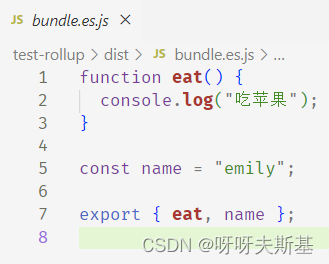 JS bundle.es.js ×
test-rollup > dist > JS bundle.es.js > ...
1 function eat() {
2 console.log("吃苹果");
3 }
4
5 const name = "emily";
6
7 export { eat, name };
8
CSDN @呀呀夫斯基